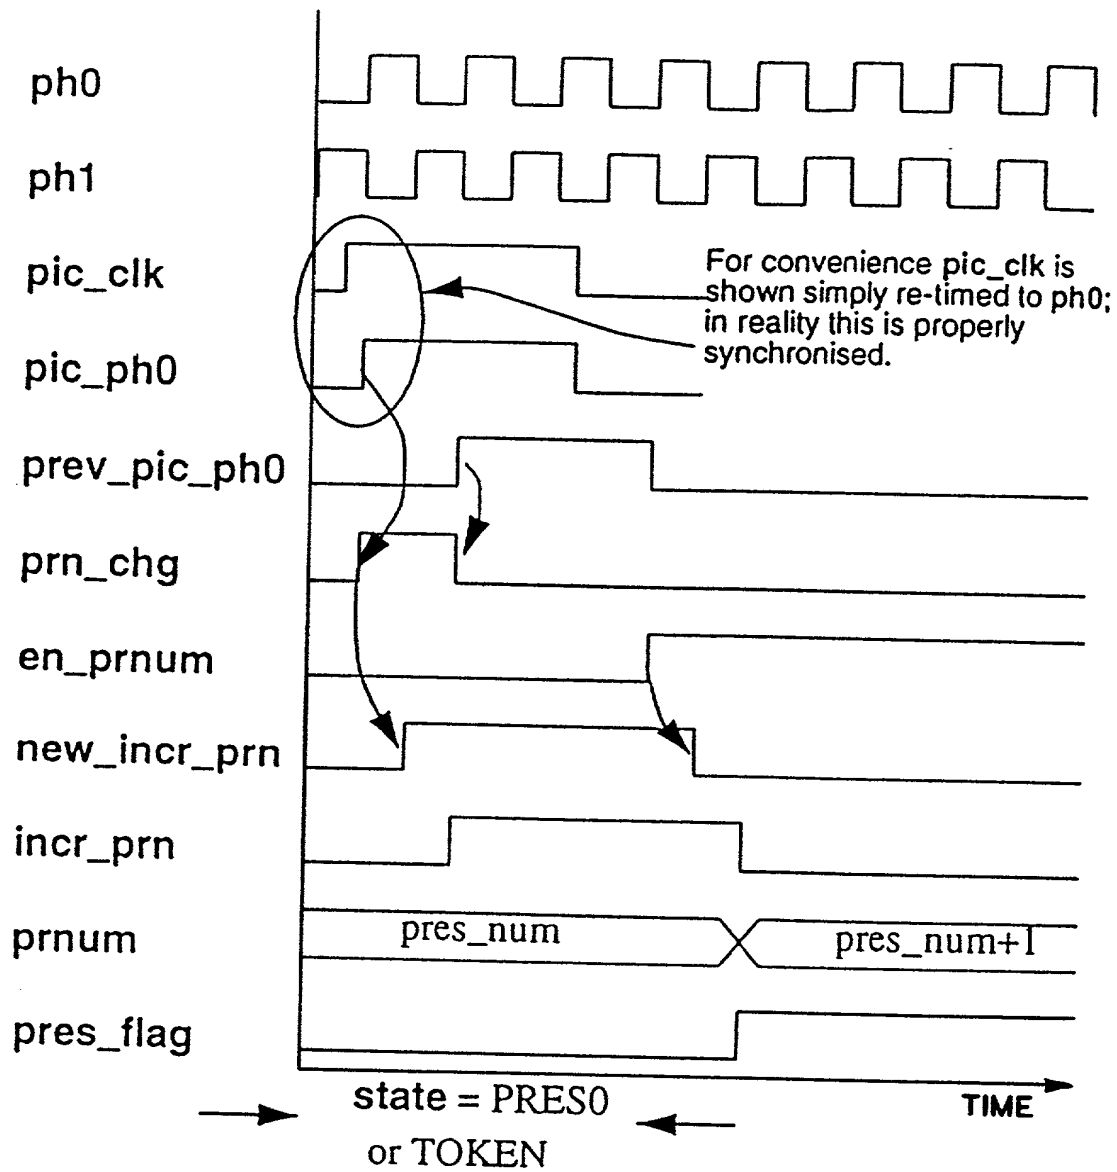 ph0
ph1
pic_clk
For convenience pic_clk is
shown simply re-timed to ph0;
in reality this is properly
synchronised.
pic_ph0
prev_pic_ph0
prn_chg
en_prnum
new_incr_prn
incr_prn
prnum
pres_num
pres_num+1
pres_flag
TIME
state = PRES0
or TOKEN